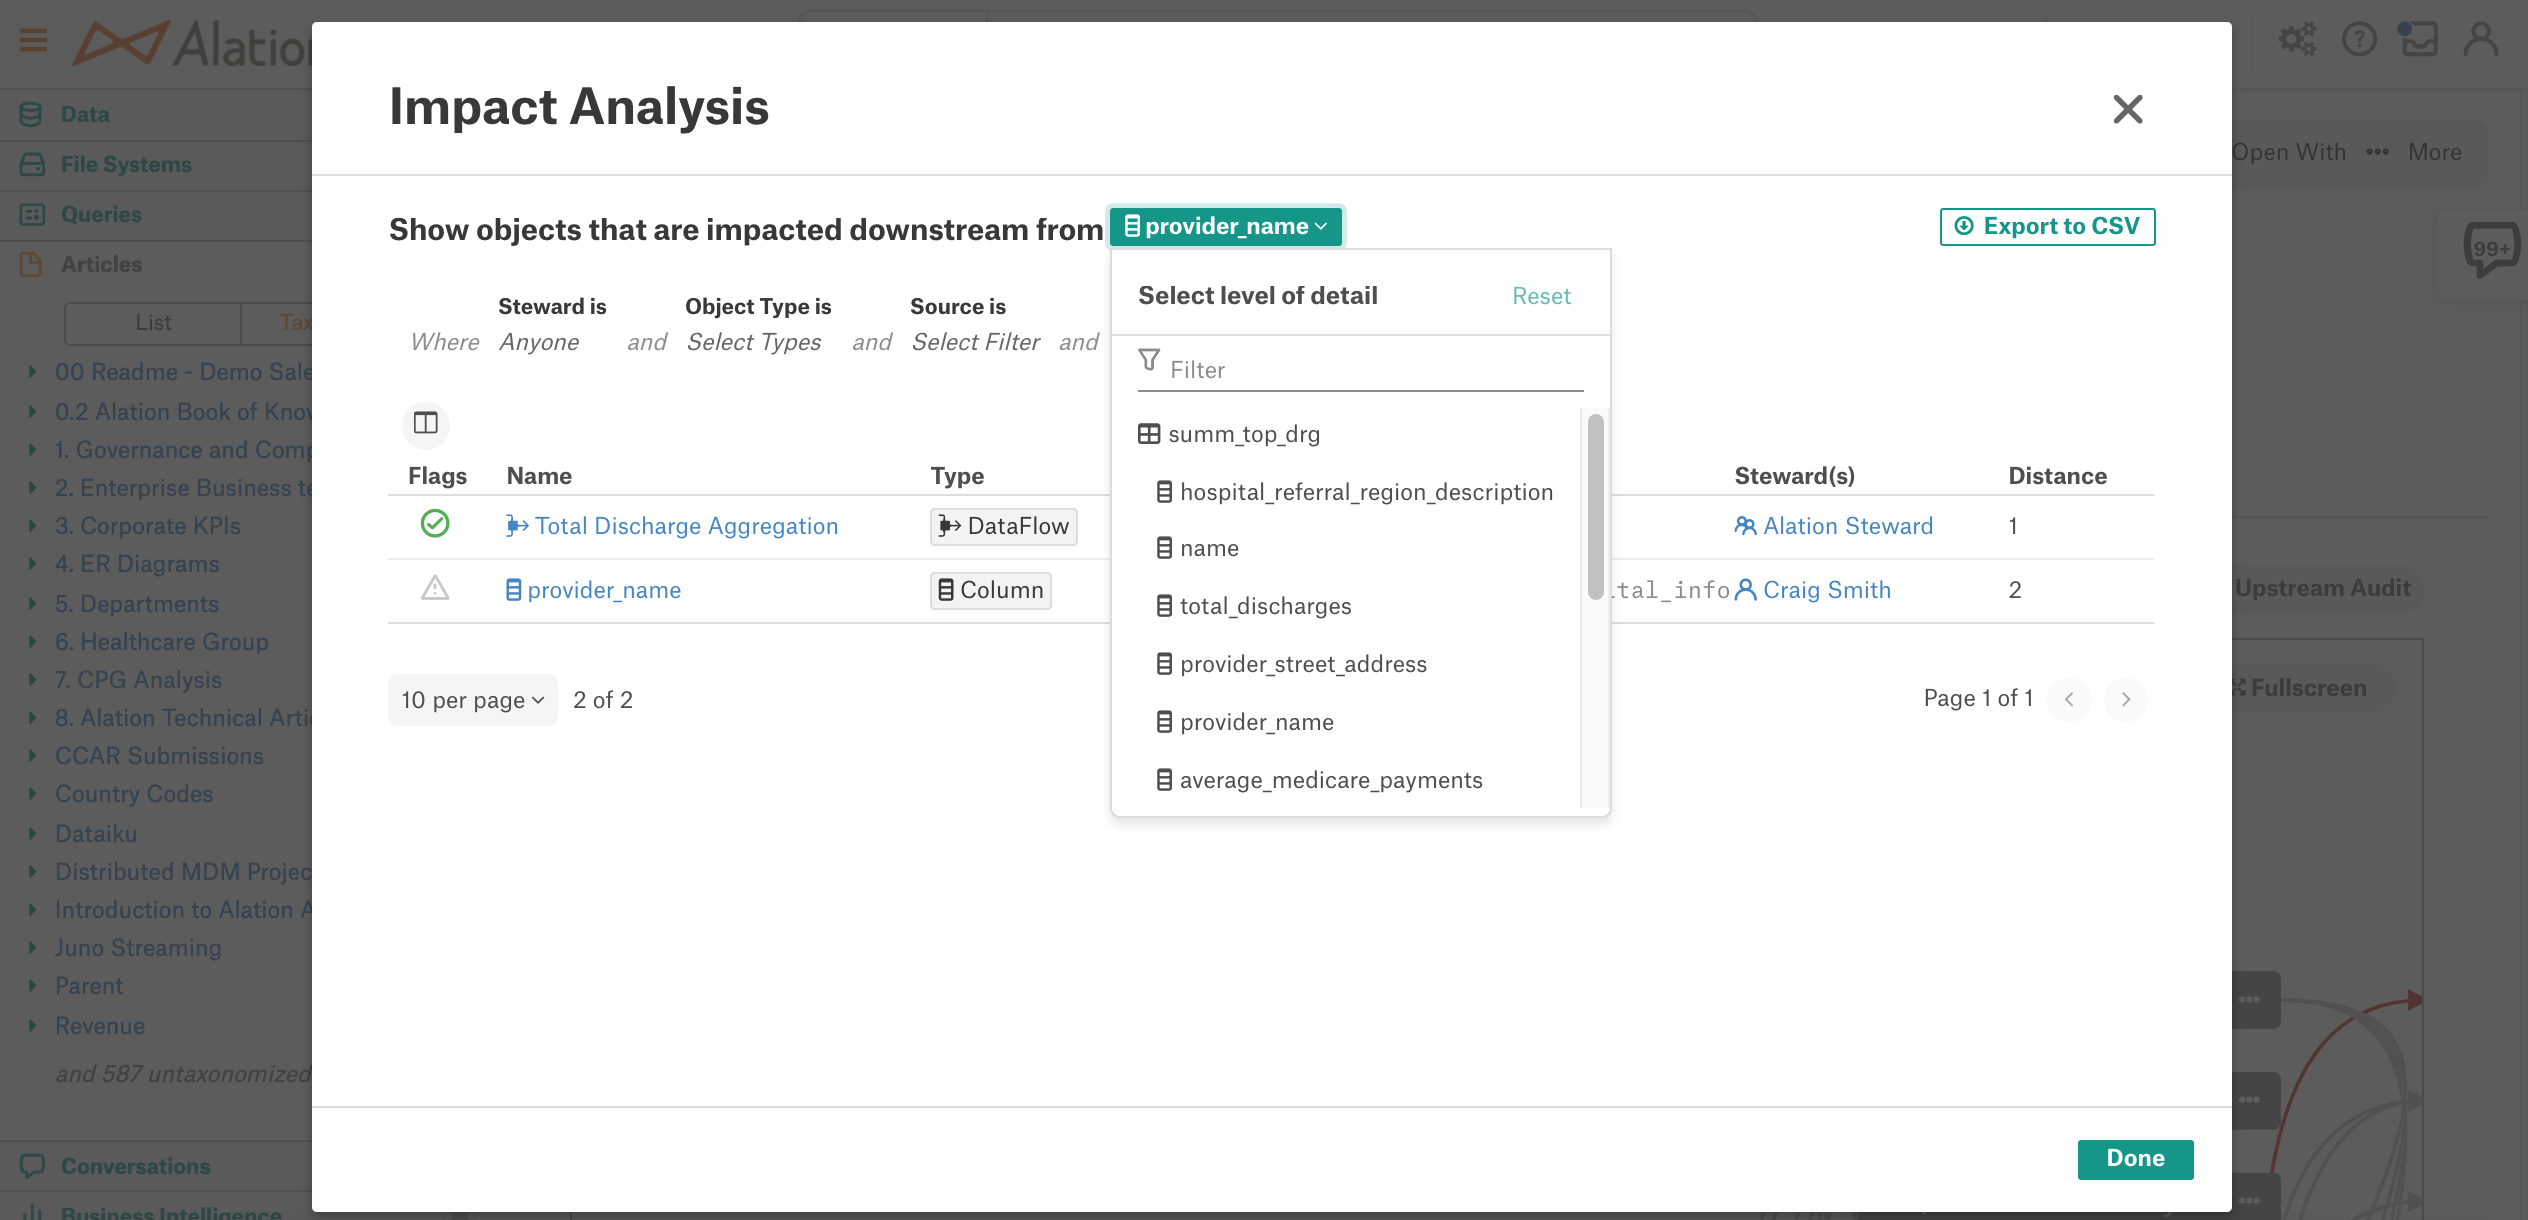 Alation
Data
File Systems
Queries
Articles
List
Tax
00 Readme - Demo Sale
0.2 Alation Book of Know
1. Governance and Comp
2. Enterprise Business te
3. Corporate KPIs
4. ER Diagrams
5. Departments
6. Healthcare Group
7. CPG Analysis
8. Alation Technical Arti
CCAR Submissions
Country Codes
Dataiku
Distributed MDM Projec
Introduction to Alation A
Juno Streaming
Parent
Revenue
and 587 untaxonomized
Conversations
Business Intelligence
Impact Analysis
Show objects that are impacted downstream from provider_name
Export to CSV
Steward is Object Type is Source is
Where Anyone and Select Types and Select Filter and
Select level of detail Reset
Filter
summ_top_drg
hospital_referral_region_description
name
total_discharges
provider_street_address
provider_name
average_medicare_payments
Flags Name Type Steward(s) Distance
Total Discharge Aggregation DataFlow Alation Steward 1
provider_name Column tal_info Craig Smith 2
10 per page 2 of 2
Page 1 of 1
Done
Open With ••• More
99+
Upstream Audit
Fullscreen